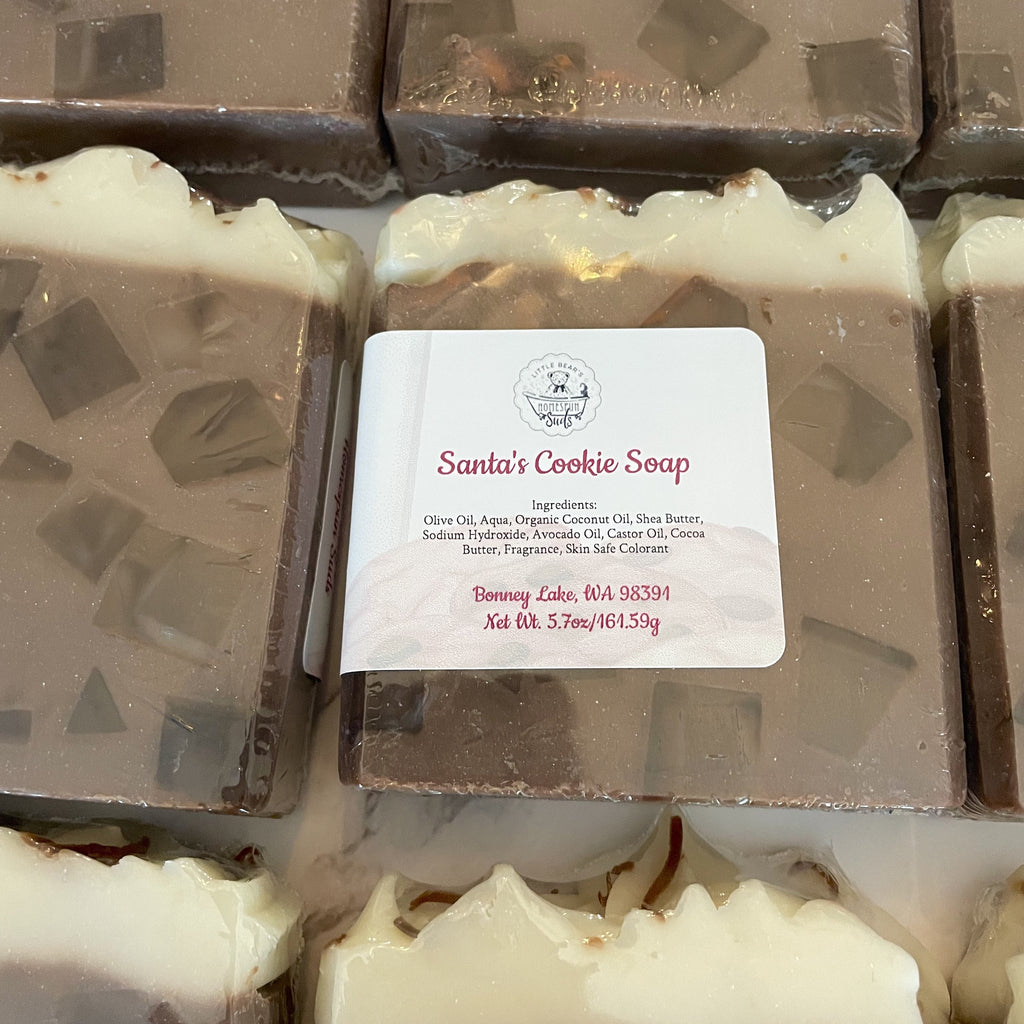 LITTLE BEAR'S
HOMESPUN
Suds
Santa's Cookie Soap
Ingredients:
Olive Oil, Aqua, Organic Coconut Oil, Shea Butter,
Sodium Hydroxide, Avocado Oil, Castor Oil, Cocoa
Butter, Fragrance, Skin Safe Colorant
Bonney Lake, WA 98391
Net Wt. 5.7oz/161.59g